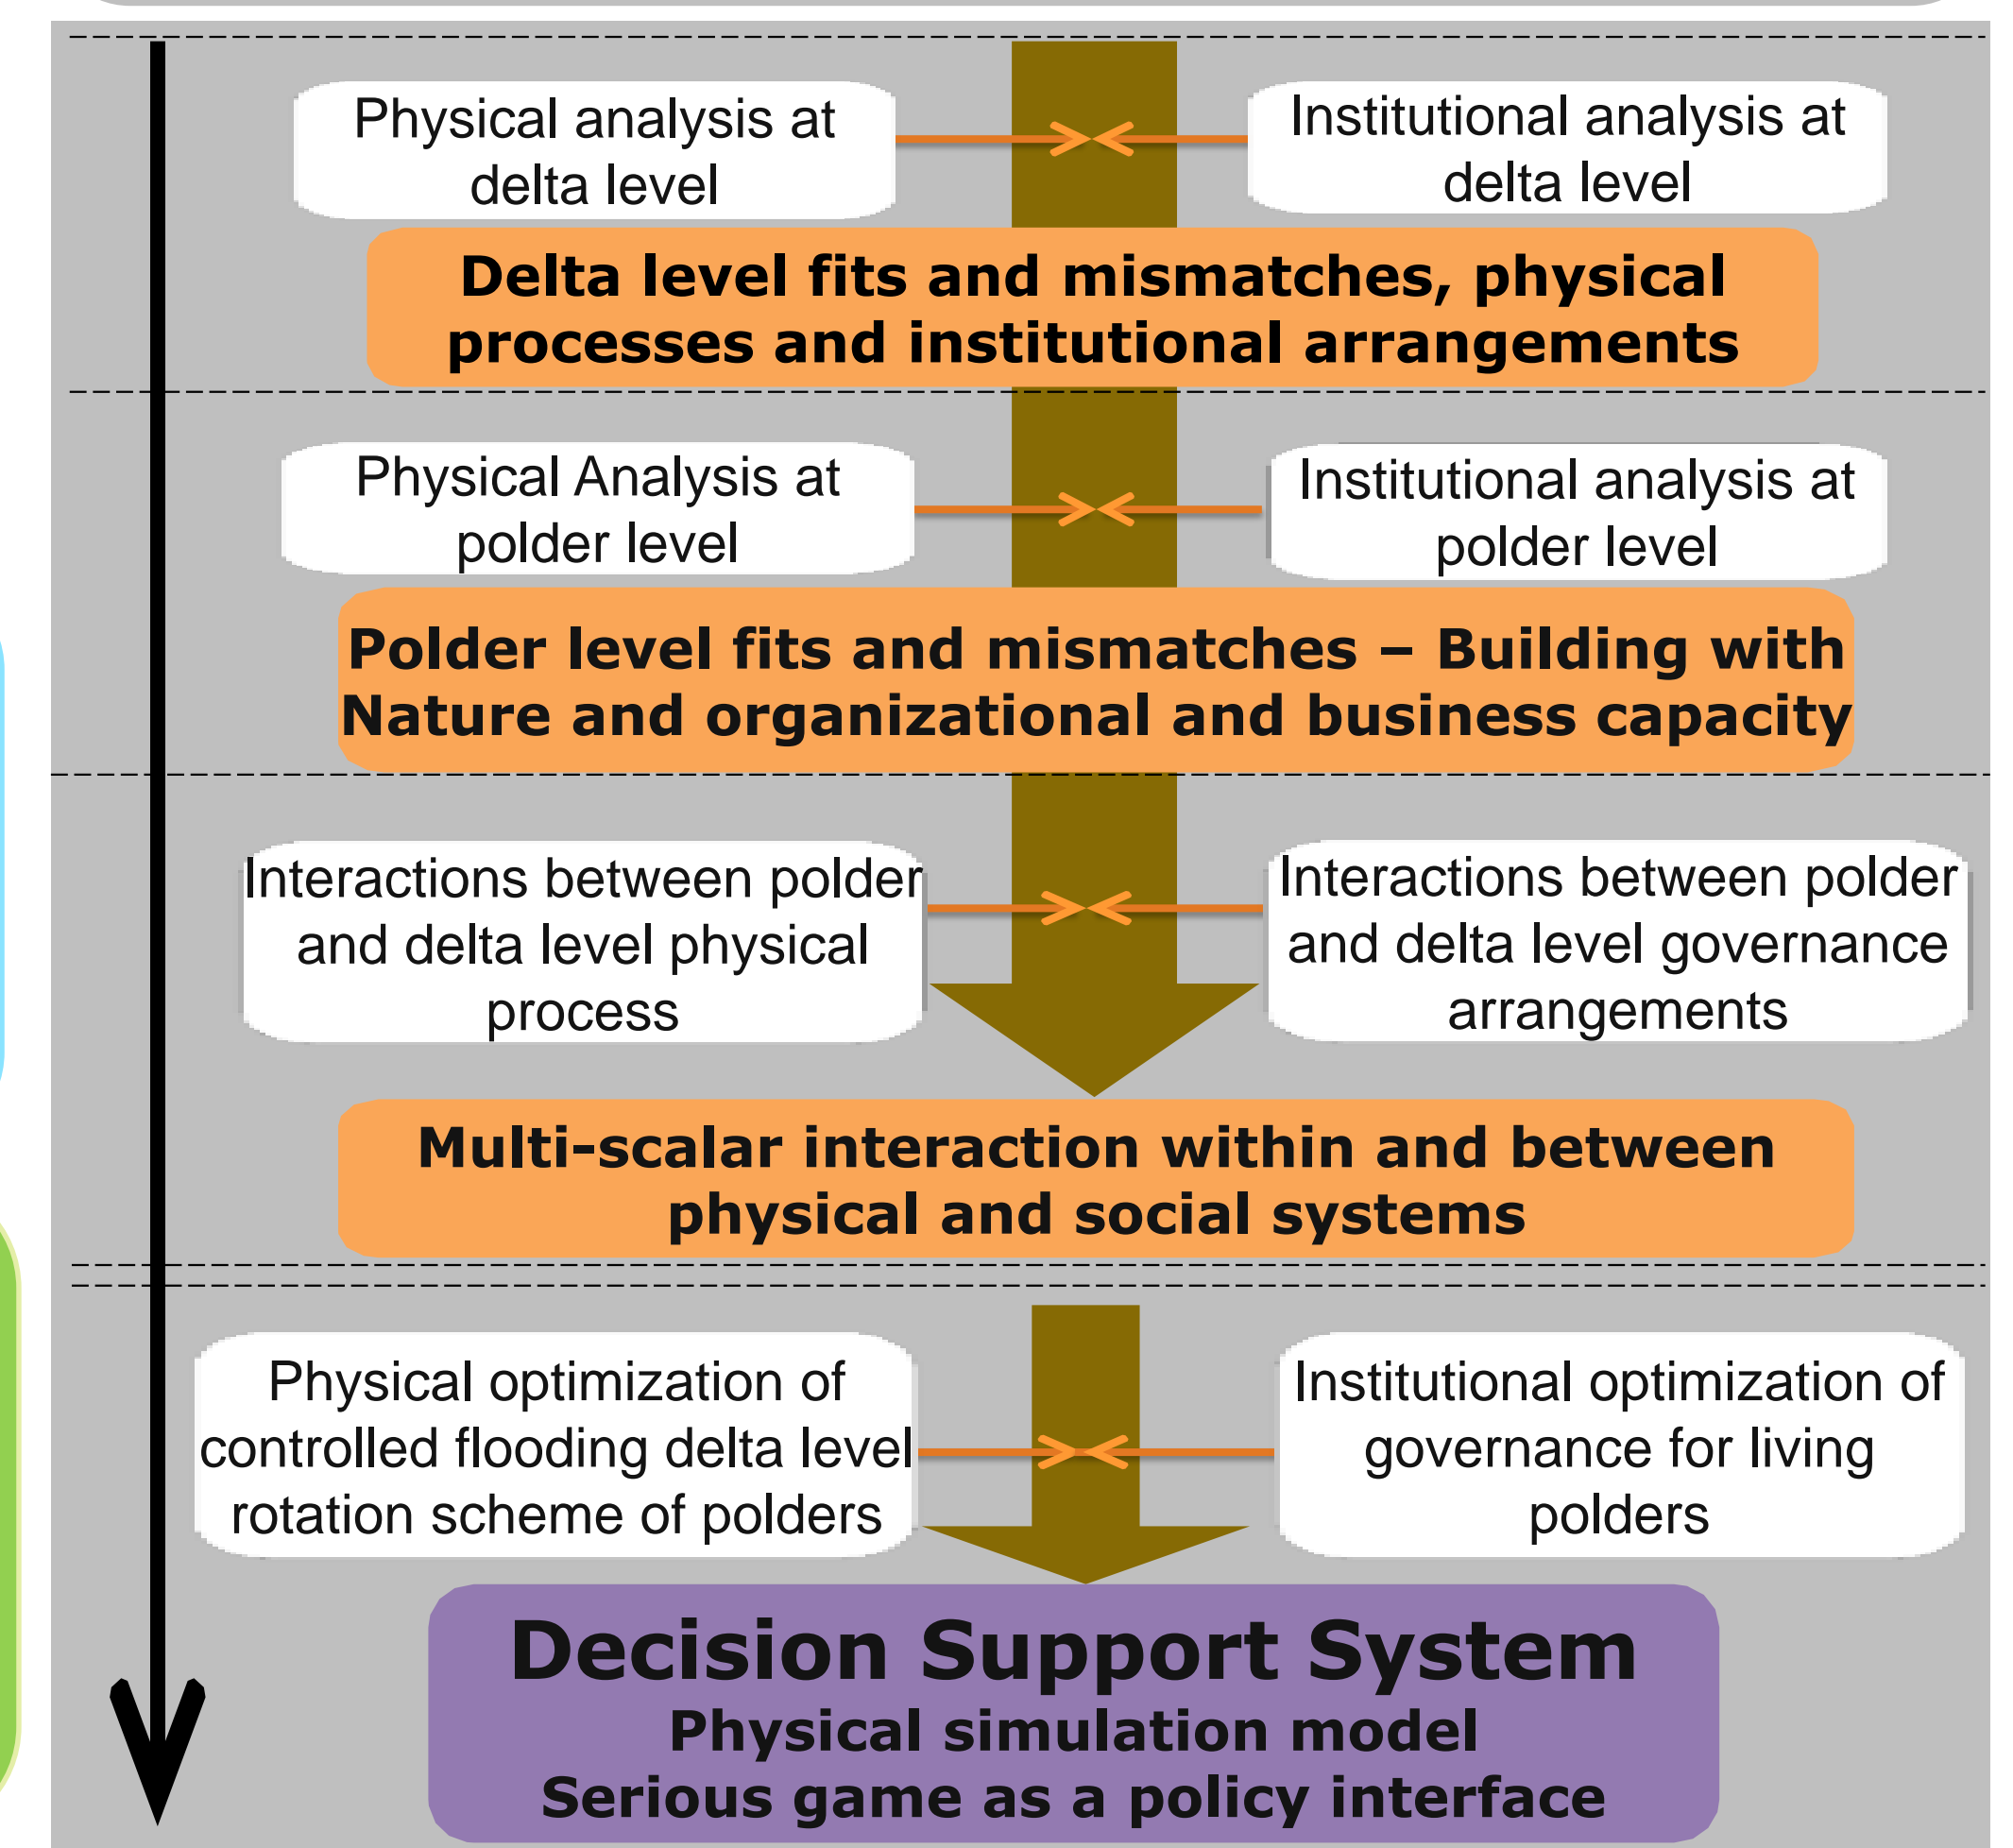 Physical analysis at
delta level
Institutional analysis at
delta level
Delta level fits and mismatches, physical
processes and institutional arrangements
Physical Analysis at
polder level
Institutional analysis at
polder level
Polder level fits and mismatches – Building with
Nature and organizational and business capacity
Interactions between polder
and delta level physical
process
Interactions between polder
and delta level governance
arrangements
Multi-scalar interaction within and between
physical and social systems
Physical optimization of
controlled flooding delta level
rotation scheme of polders
Institutional optimization of
governance for living
polders
Decision Support System
Physical simulation model
Serious game as a policy interface